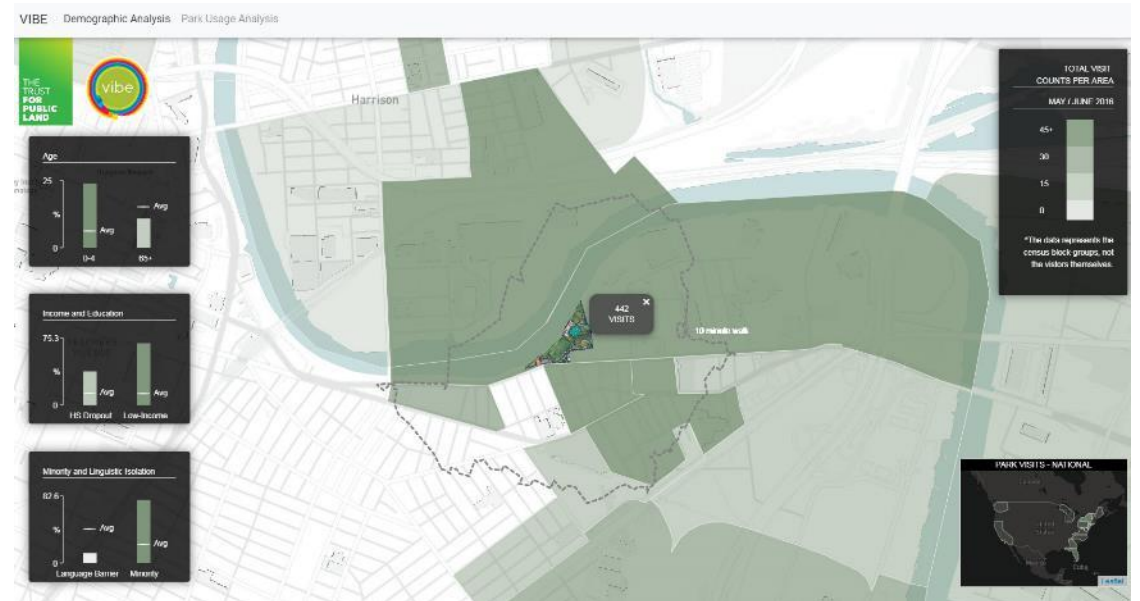 VIBE Demographic Analysis Park Usage Analysis
THE
TRUST
FOR
PUBLIC
LAND
vibe
Harrison
Age
25
%
0
Avg
Avg
0-4 65+
Income and Education
75.3
%
0
Avg
Avg
HS Dropout Low-Income
Minority and Linguistic Isolation
82.6
%
0
Avg
Avg
Language Barrier Minority
442
VISITS
10 minute walk
TOTAL VISIT
COUNTS PER AREA
MAY / JUNE 2016
45+
30
15
0
*The data represents the
census block groups, not
the visitors themselves.
PARK VISITS - NATIONAL
Cuba
Leaflet